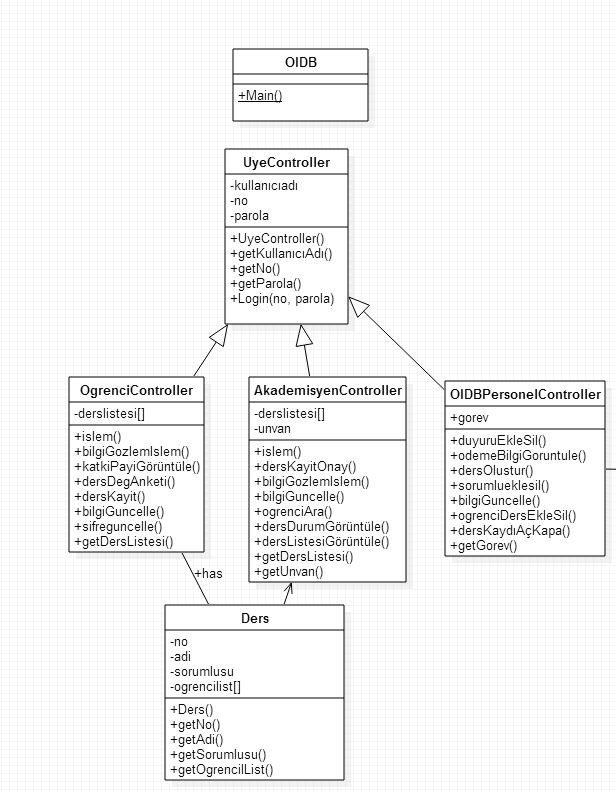 OIDB
+Main()
UyeController
-kullanıcıadı
-no
-parola
+UyeController()
+getKullanıcıAdı()
+getNo()
+getParola()
+Login(no, parola)
OgrenciController
-derslistesi[]
+islem()
+bilgiGozlemIslem()
+katkiPayiGörüntüle()
+dersDegAnketi()
+dersKayit()
+bilgiGuncelle()
+sifreguncelle()
+getDersListesi()
AkademisyenController
-derslistesi[]
-unvan
+islem()
+dersKayitOnay()
+bilgiGozlemIslem()
+bilgiGuncelle()
+ogrenciAra()
+dersDurumGörüntüle()
+dersListesiGörüntüle()
+getDersListesi()
+getUnvan()
OIDBPersonelController
+gorev
+duyuruEkleSil()
+odemeBilgiGoruntule()
+dersOlustur()
+sorumlueklesil()
+bilgiGuncelle()
+ogrenciDersEkleSil()
+dersKaydıAçKapa()
+getGorev()
+has
Ders
-no
-adi
-sorumlusu
-ogrencilist[]
+Ders()
+getNo()
+getAdi()
+getSorumlusu()
+getOgrencilList()